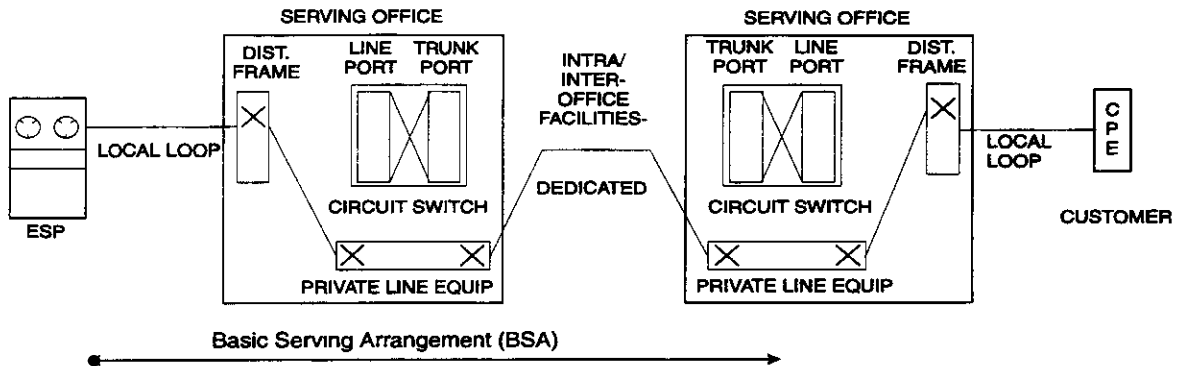 SERVING OFFICE
DIST.
FRAME
LINE
PORT
TRUNK
PORT
CIRCUIT SWITCH
PRIVATE LINE EQUIP
ESP
LOCAL LOOP
INTRA/
INTER-
OFFICE
FACILITIES-
DEDICATED
SERVING OFFICE
TRUNK
PORT
LINE
PORT
DIST.
FRAME
CIRCUIT SWITCH
PRIVATE LINE EQUIP
LOCAL
LOOP
C
P
E
CUSTOMER
Basic Serving Arrangement (BSA)